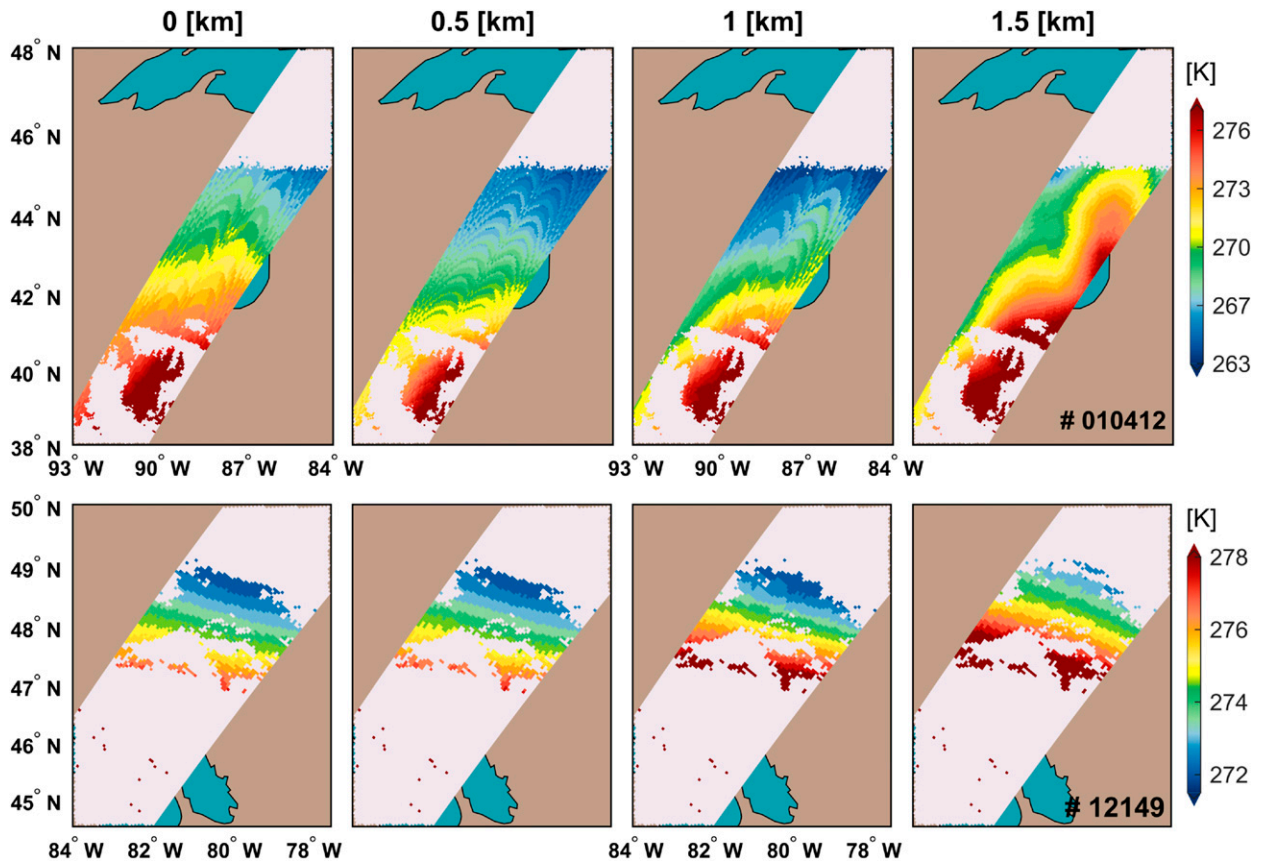 0 [km] 0.5 [km] 1 [km] 1.5 [km]
48° N
[K]
46° N
276
273
44° N
270
42° N
267
40° N
263
# 010412
38° N
93° W 90° W 87° W 84° W 93° W 90° W 87° W 84° W
50° N
[K]
49° N
278
48° N
276
47° N
274
46° N
272
45° N
# 12149
84° W 82° W 80° W 78° W 84° W 82° W 80° W 78° W